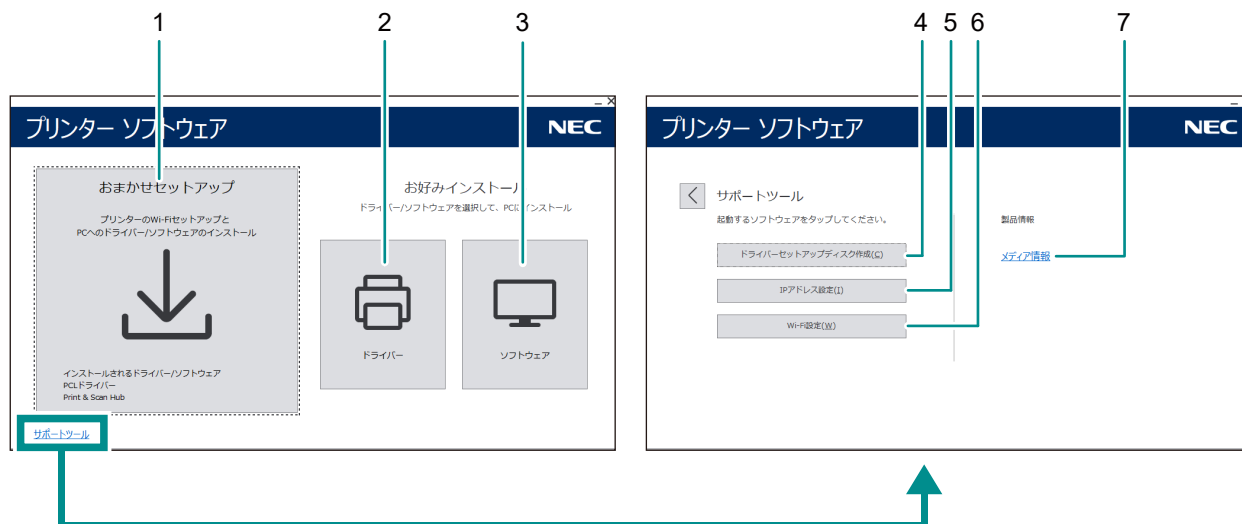 1
2
3
4
5
6
7
プリンター ソフトウェア
NEC
おまかせセットアップ
プリンターのWi-Fiセットアップと
PCへのドライバー/ソフトウェアのインストール
インストールされるドライバー/ソフトウェア
PCLドライバー
Print & Scan Hub
お好みインストール
ドライバー/ソフトウェアを選択して、PCにインストール
ドライバー
ソフトウェア
サポートツール
プリンター ソフトウェア
NEC
サポートツール
起動するソフトウェアをタップしてください。
ドライバーセットアップディスク作成(C)
IPアドレス設定(I)
Wi-Fi設定(W)
製品情報
メディア情報